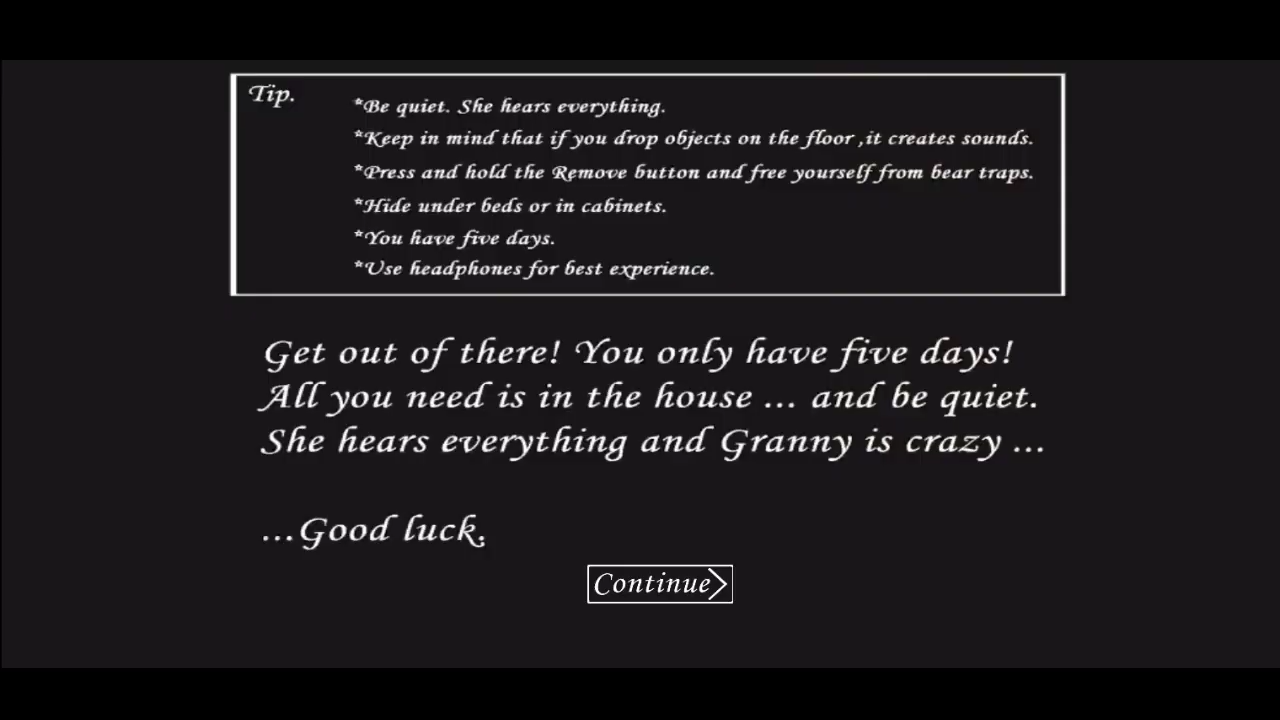 Tip.
*Be quiet. She hears everything.
*Keep in mind that if you drop objects on the floor ,it creates sounds.
*Press and hold the Remove button and free yourself from bear traps.
*Hide under beds or in cabinets.
*You have five days.
*Use headphones for best experience.
Get out of there! You only have five days!
All you need is in the house ... and be quiet.
She hears everything and Granny is crazy ...
...Good luck.
Continue>